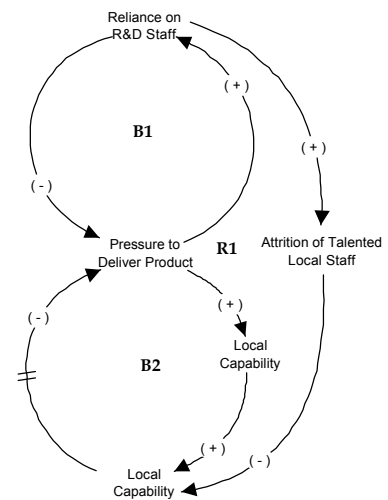 Reliance on
R&D Staff
( + )
B1
( + )
( - )
Pressure to
Deliver Product
R1
Attrition of Talented
Local Staff
( + )
( - )
Local
Capability
B2
( + )
( - )
Local
Capability